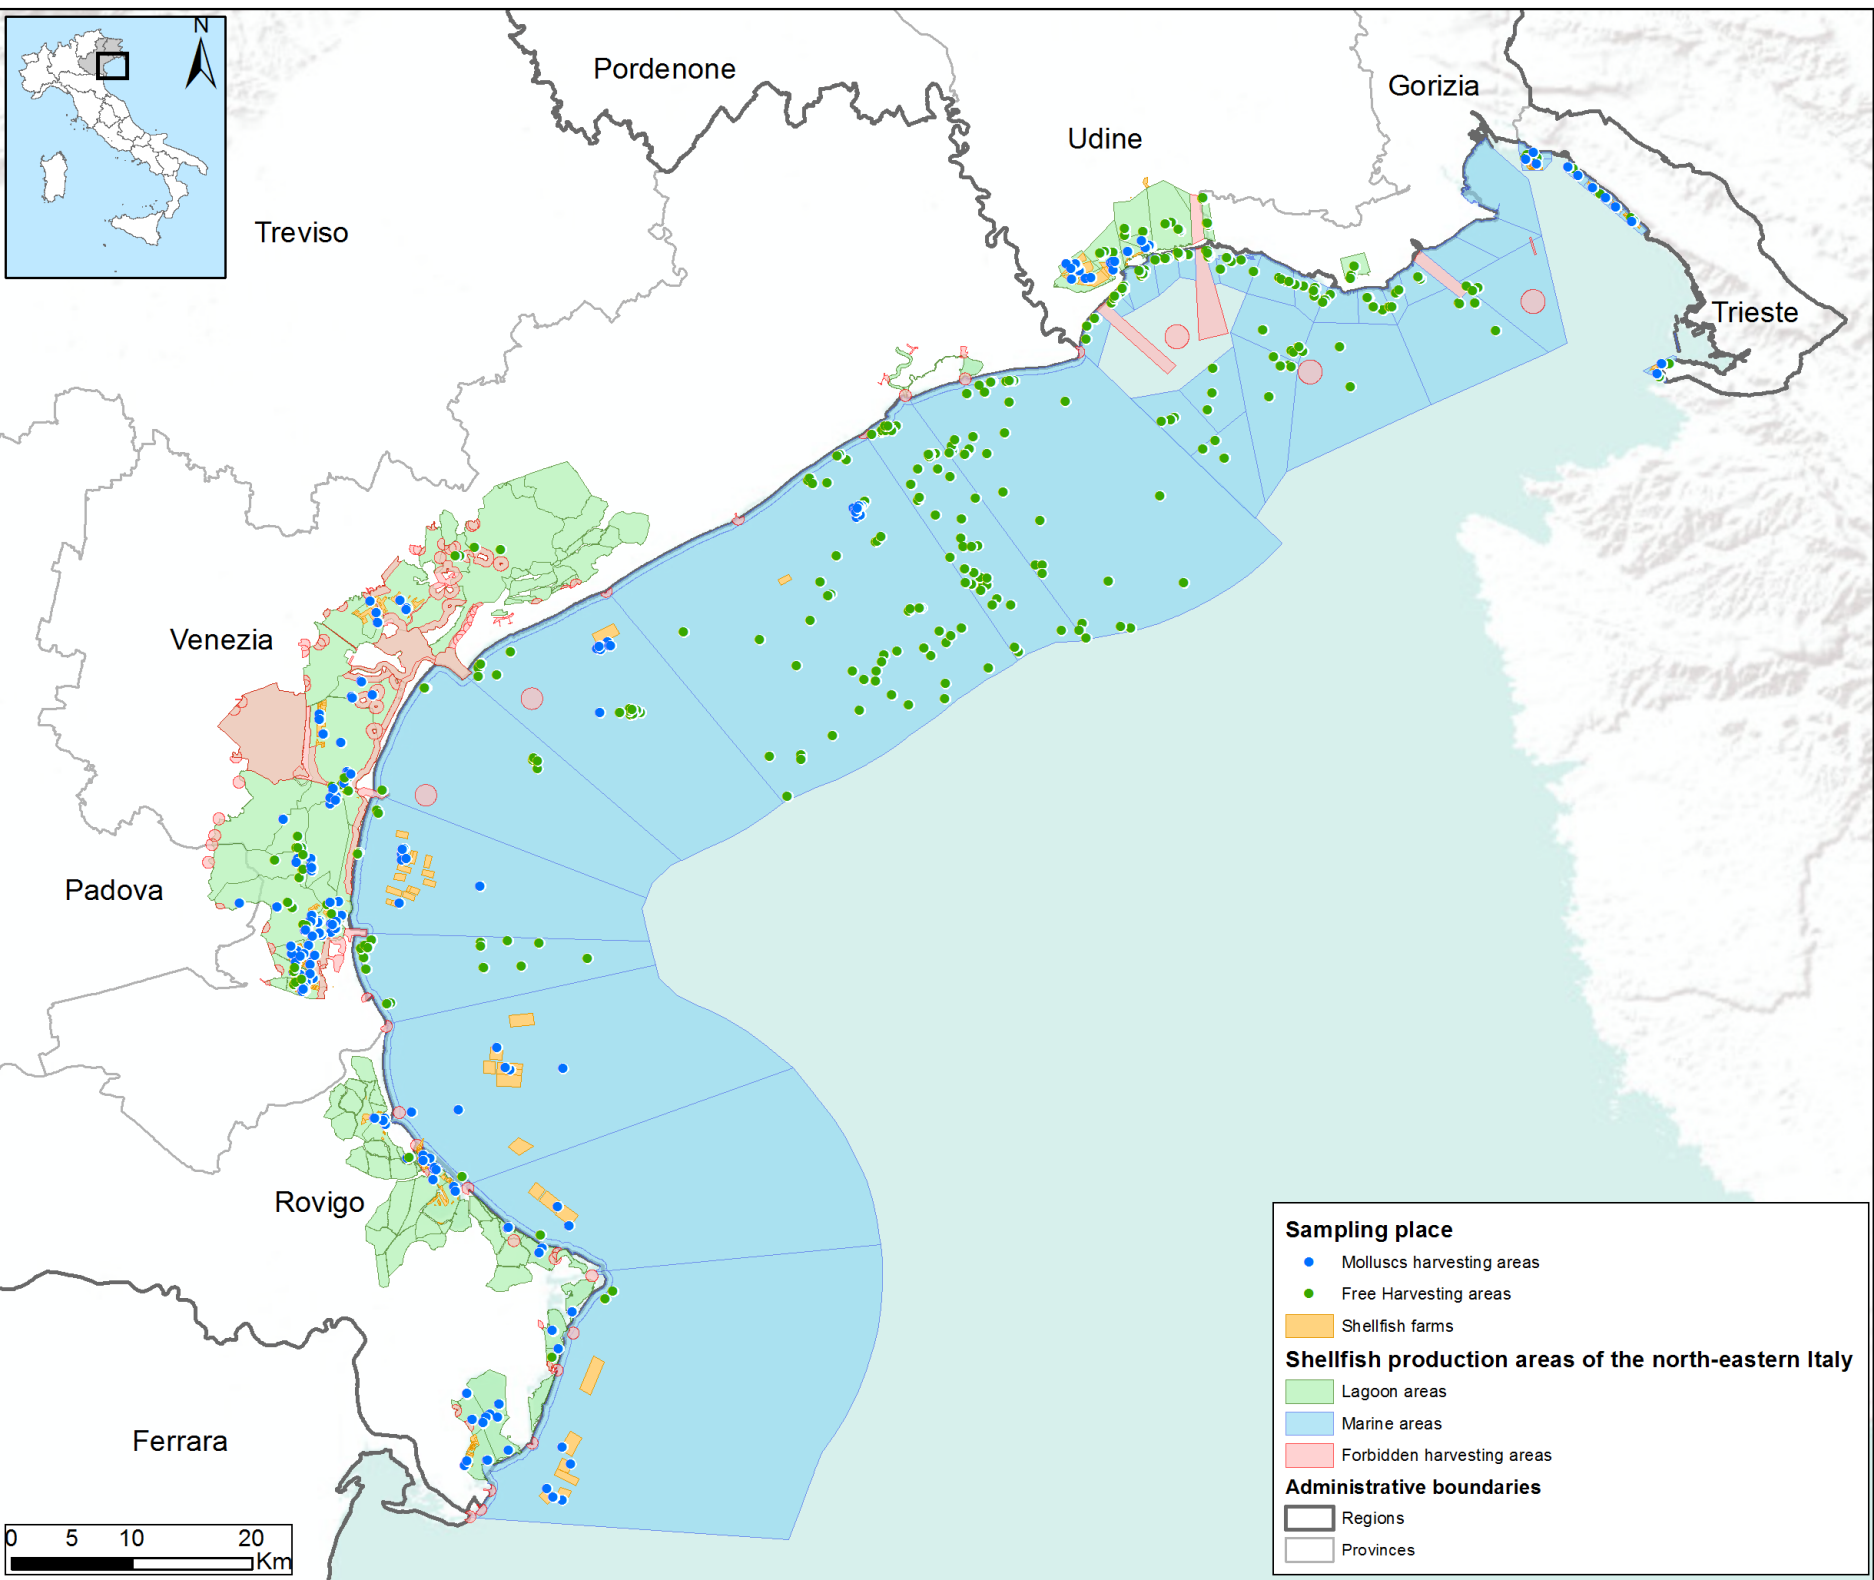 N
Pordenone
Gorizia
Udine
Treviso
Trieste
Venezia
Padova
Rovigo
Ferrara
Sampling place
Molluscs harvesting areas
Free Harvesting areas
Shellfish farms
Shellfish production areas of the north-eastern Italy
Lagoon areas
Marine areas
Forbidden harvesting areas
Administrative boundaries
Regions
Provinces
0 5 10 20
Km